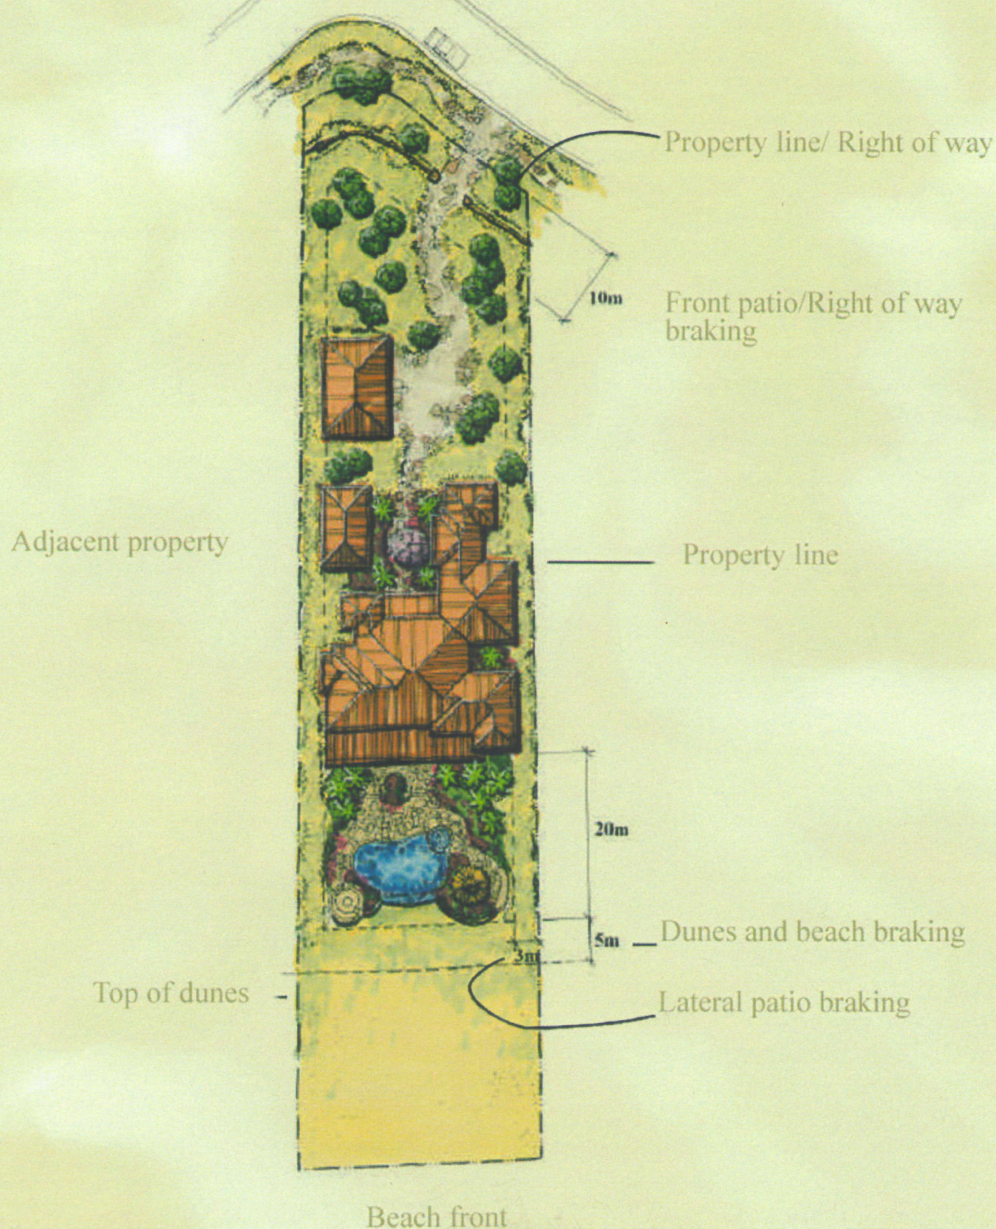 Property line/ Right of way
10m
Front patio/Right of way
braking
Adjacent property
Property line
20m
5m
Dunes and beach braking
3m
Top of dunes
Lateral patio braking
Beach front